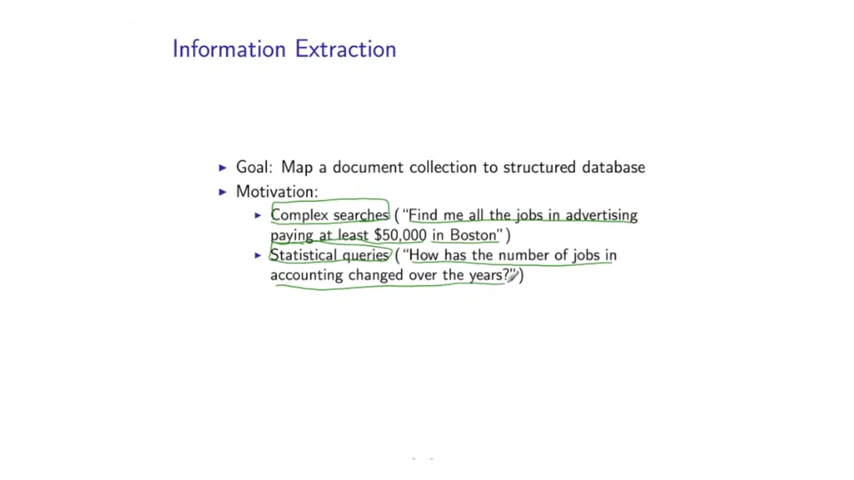 Information Extraction
▶ Goal: Map a document collection to structured database
▶ Motivation:
▶ Complex searches ("Find me all the jobs in advertising
paying at least $50,000 in Boston")
▶ Statistical queries ("How has the number of jobs in
accounting changed over the years?")